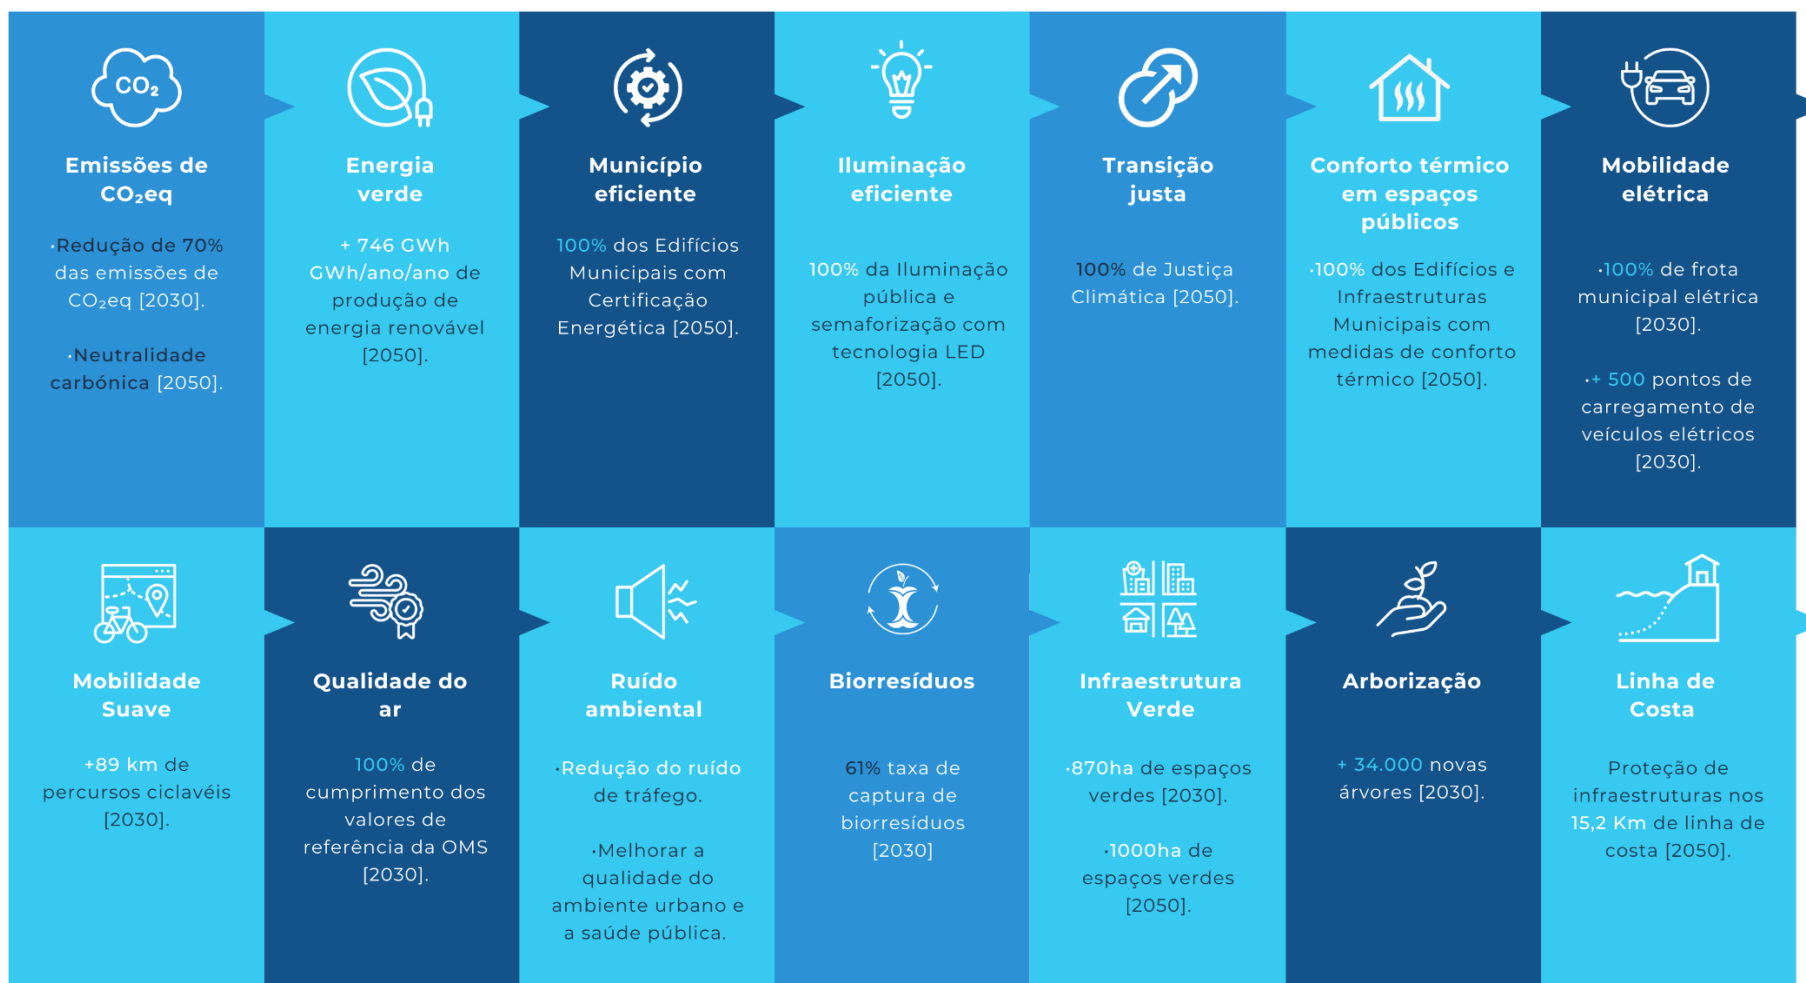 CO₂
Emissões de
CO₂eq
·Redução de 70%
das emissões de
CO₂eq [2030].
·Neutralidade
carbónica [2050].
Energia
verde
+ 746 GWh
GWh/ano/ano de
produção de
energia renovável
[2050].
Município
eficiente
100% dos Edifícios
Municipais com
Certificação
Energética [2050].
Iluminação
eficiente
100% da Iluminação
pública e
semaforização com
tecnologia LED
[2050].
Transição
justa
100% de Justiça
Climática [2050].
Conforto térmico
em espaços
públicos
·100% dos Edifícios e
Infraestruturas
Municipais com
medidas de conforto
térmico [2050].
Mobilidade
elétrica
·100% de frota
municipal elétrica
[2030].
·+ 500 pontos de
carregamento de
veículos elétricos
[2030].
Mobilidade
Suave
+89 km de
percursos ciclavéis
[2030].
Qualidade do
ar
100% de
cumprimento dos
valores de
referência da OMS
[2030].
Ruído
ambiental
·Redução do ruído
de tráfego.
·Melhorar a
qualidade do
ambiente urbano e
a saúde pública.
Biorresíduos
61% taxa de
captura de
biorresíduos
[2030]
Infraestrutura
Verde
·870ha de espaços
verdes [2030].
·1000ha de
espaços verdes
[2050].
Arborização
+ 34.000 novas
árvores [2030].
Linha de
Costa
Proteção de
infraestruturas nos
15,2 Km de linha de
costa [2050].